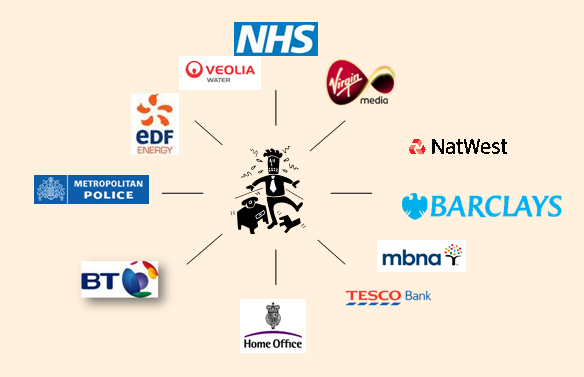 NHS
VEOLIA
WATER
Virgin
media
eDF
ENERGY
NatWest
METROPOLITAN
POLICE
BARCLAYS
mbna
BT
TESCO Bank
Home Office